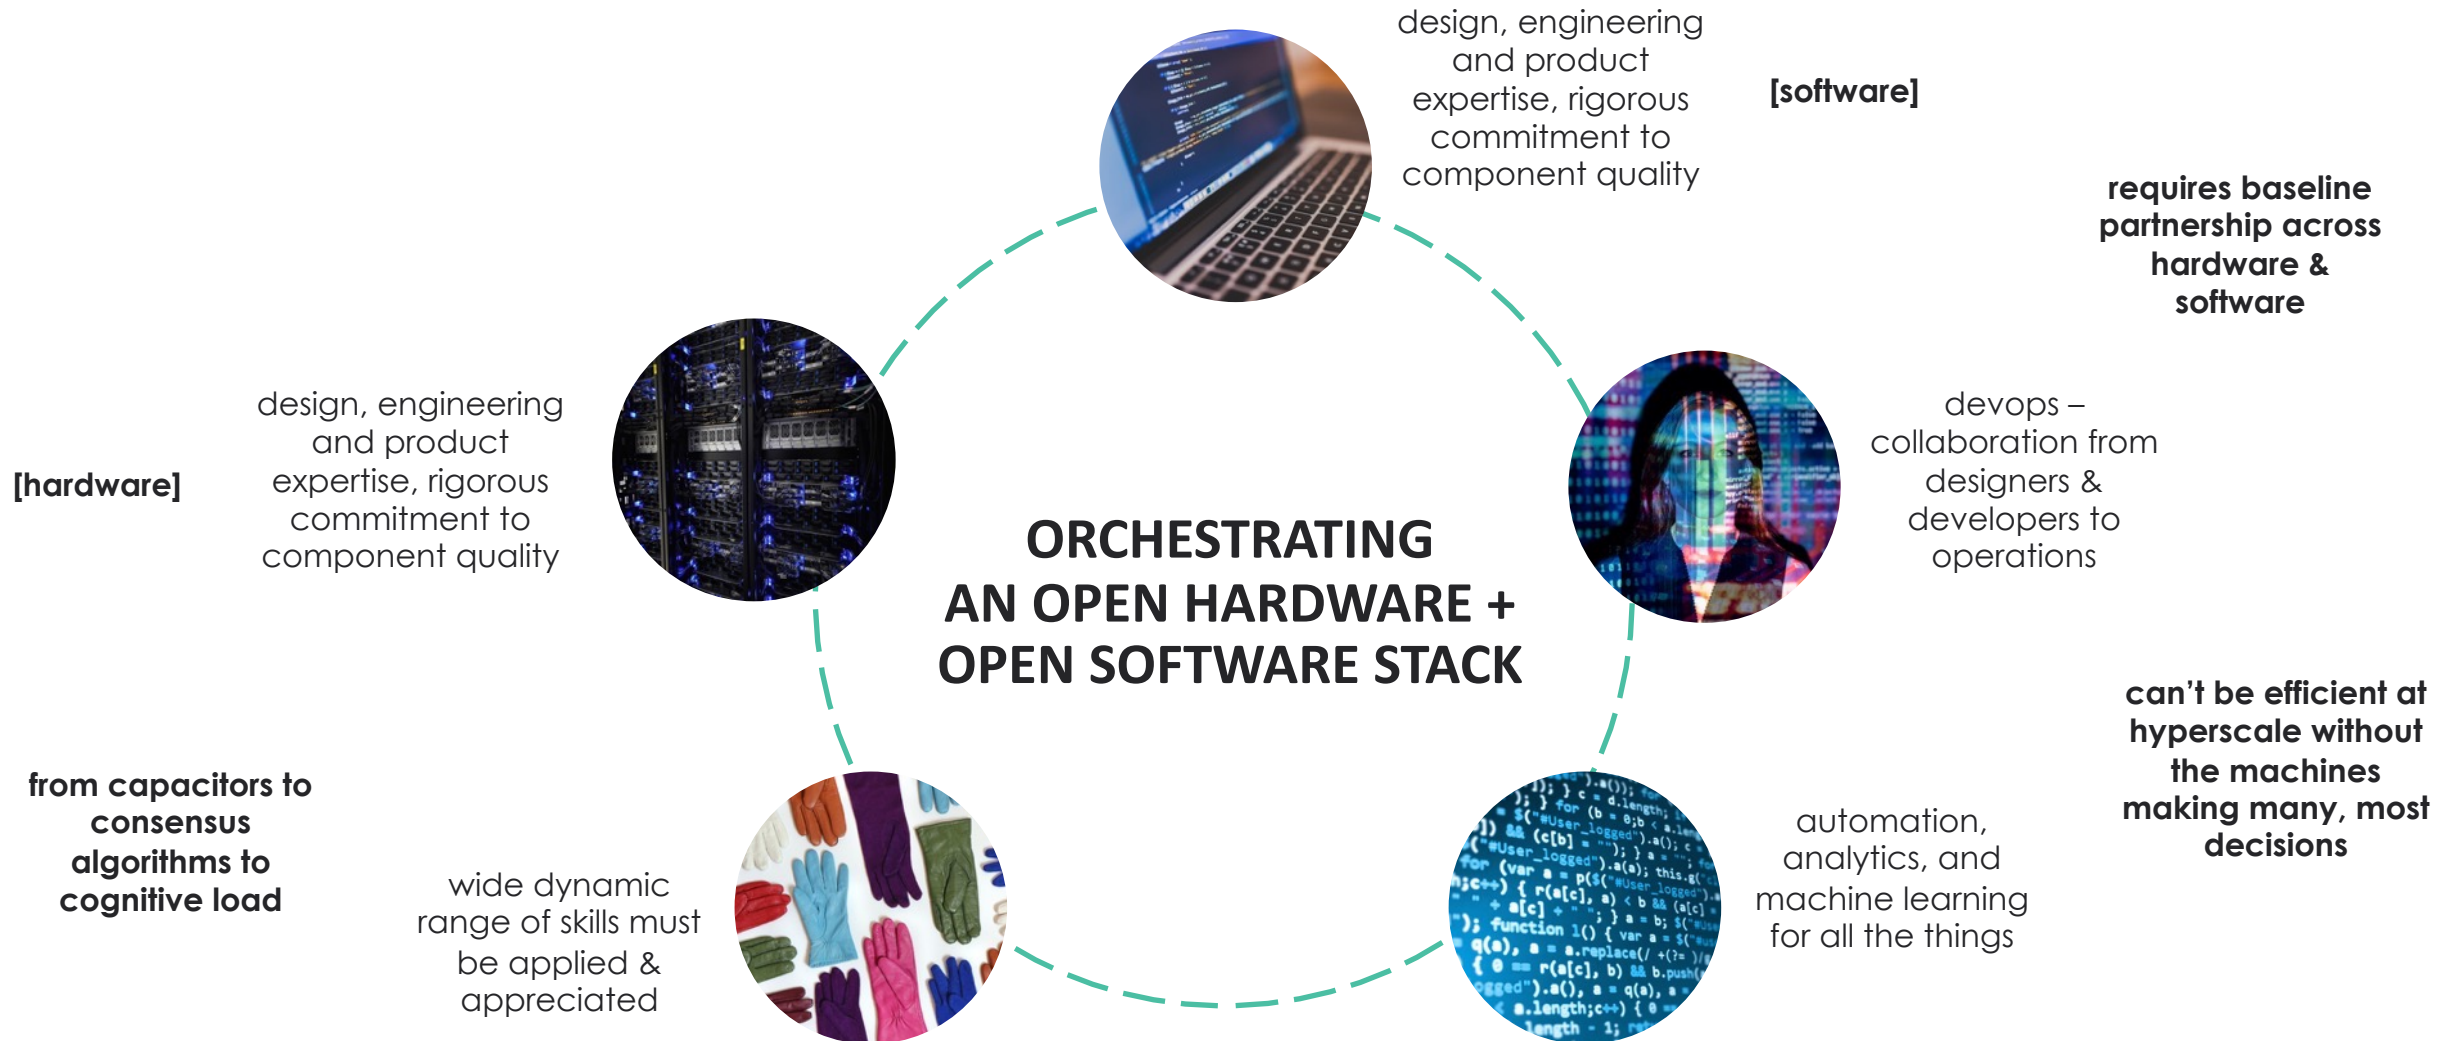 design, engineering
and product
expertise, rigorous
commitment to
component quality
[software]
requires baseline
partnership across
hardware &
software
design, engineering
and product
expertise, rigorous
commitment to
component quality
[hardware]
devops –
collaboration from
designers &
developers to
operations
ORCHESTRATING
AN OPEN HARDWARE +
OPEN SOFTWARE STACK
can't be efficient at
hyperscale without
the machines
making many, most
decisions
from capacitors to
consensus
algorithms to
cognitive load
wide dynamic
range of skills must
be applied &
appreciated
automation,
analytics, and
machine learning
for all the things